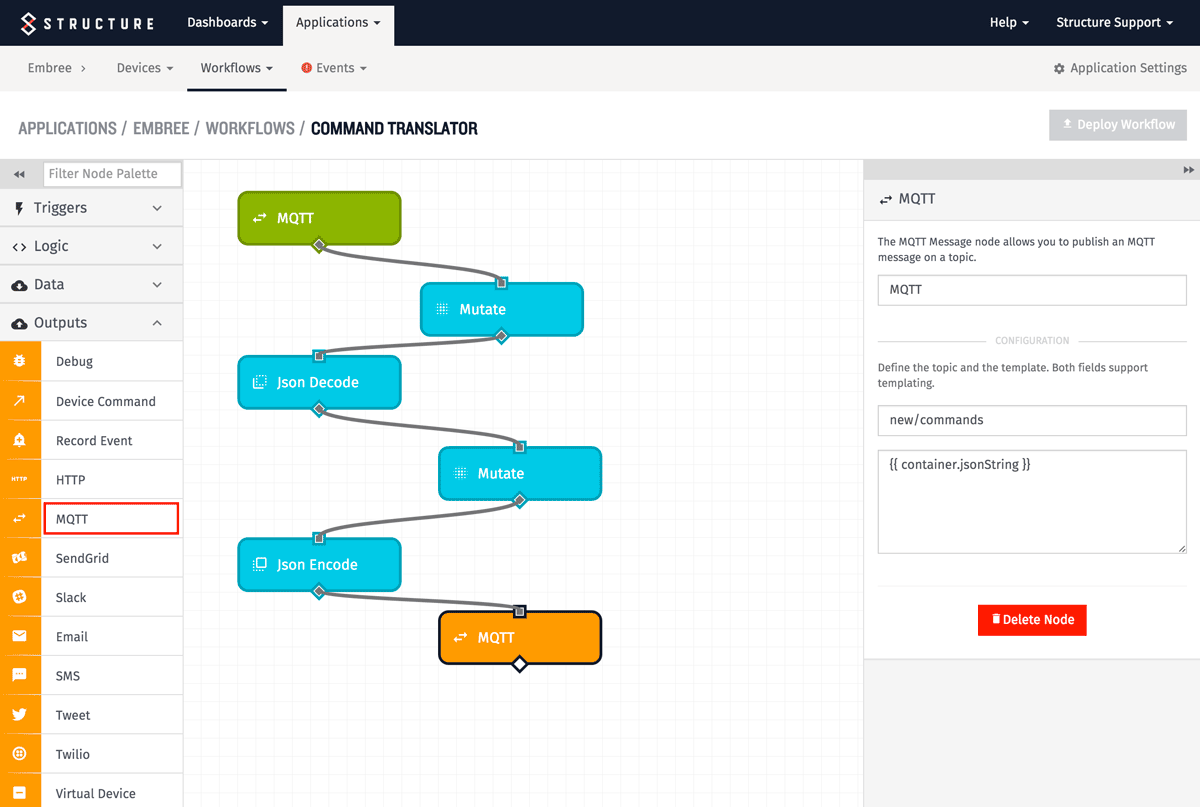 STRUCTURE
Dashboards
Applications
Help
Structure Support
Embree
Devices
Workflows
Events
Application Settings
APPLICATIONS / EMBREE / WORKFLOWS / COMMAND TRANSLATOR
Deploy Workflow
Filter Node Palette
Triggers
Logic
Data
Outputs
Debug
Device Command
Record Event
HTTP
HTTP
MQTT
SendGrid
Slack
Email
SMS
Tweet
Twilio
Virtual Device
MQTT
Mutate
Json Decode
Mutate
Json Encode
MQTT
MQTT
The MQTT Message node allows you to publish an MQTT
message on a topic.
MQTT
CONFIGURATION
Define the topic and the template. Both fields support
templating.
new/commands
{{ container.jsonString }}
Delete Node